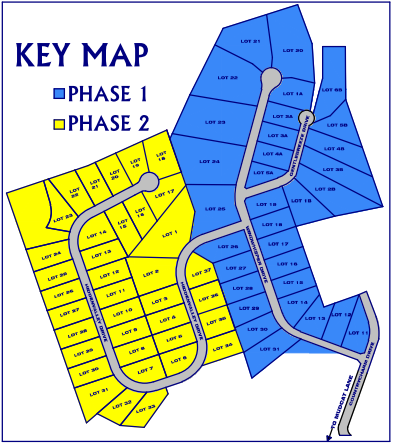 KEY MAP
PHASE 1
PHASE 2
LOT 21
LOT 20
LOT 22
LOT 1A
LOT 6B
LOT 23
LOT 2A
LOT 5B
LOT 3A
LOT 4A
LOT 4B
LOT 24
LOT 5A
LOT 3B
LOT 2B
LOT 1B
LOT 25
LOT 19
LOT 18
LOT 26
LOT 17
LOT 27
LOT 16
LOT 28
LOT 15
LOT 29
LOT 14
LOT 30
LOT 13
LOT 12
LOT 11
LOT 31
LOT 18
LOT 19
LOT 20
LOT 21
LOT 22
LOT 17
LOT 16
LOT 15
LOT 23
LOT 14
LOT 1
LOT 24
LOT 13
LOT 25
LOT 12
LOT 2
LOT 37
LOT 26
LOT 11
LOT 3
LOT 36
LOT 27
LOT 10
LOT 4
LOT 35
LOT 28
LOT 9
LOT 5
LOT 34
LOT 29
LOT 8
LOT 6
LOT 30
LOT 7
LOT 31
LOT 32
LOT 33
DRIVE
DRIVE
DRIVE
DRIVE
DRIVE
TO MUDCAT LANE